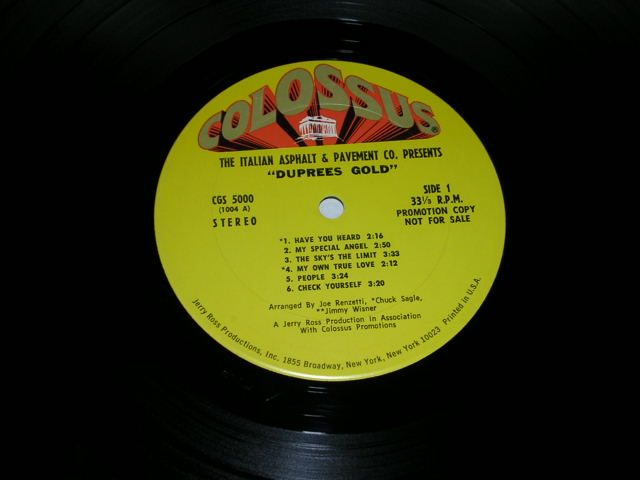 COLOSSUS®
THE ITALIAN ASPHALT & PAVEMENT CO. PRESENTS
"DUPREES GOLD"
CGS 5000
(1004 A)
STEREO
SIDE 1
33⅓ R.P.M.
PROMOTION COPY
NOT FOR SALE
*1. HAVE YOU HEARD 2:16
2. MY SPECIAL ANGEL 2:50
3. THE SKY'S THE LIMIT 3:33
*4. MY OWN TRUE LOVE 2:12
5. PEOPLE 3:24
6. CHECK YOURSELF 3:20
Arranged By Joe Renzetti, *Chuck Sagle,
**Jimmy Wisner
A Jerry Ross Production In Association
With Colossus Promotions
Jerry Ross Productions, Inc. 1855 Broadway, New York, New York 10023 Printed in U.S.A.